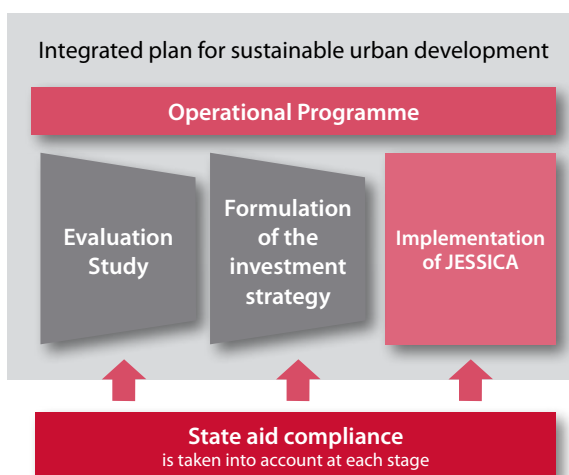 Integrated plan for sustainable urban development
Operational Programme
Evaluation
Study
Formulation
of the
investment
strategy
Implementation
of JESSICA
State aid compliance
is taken into account at each stage